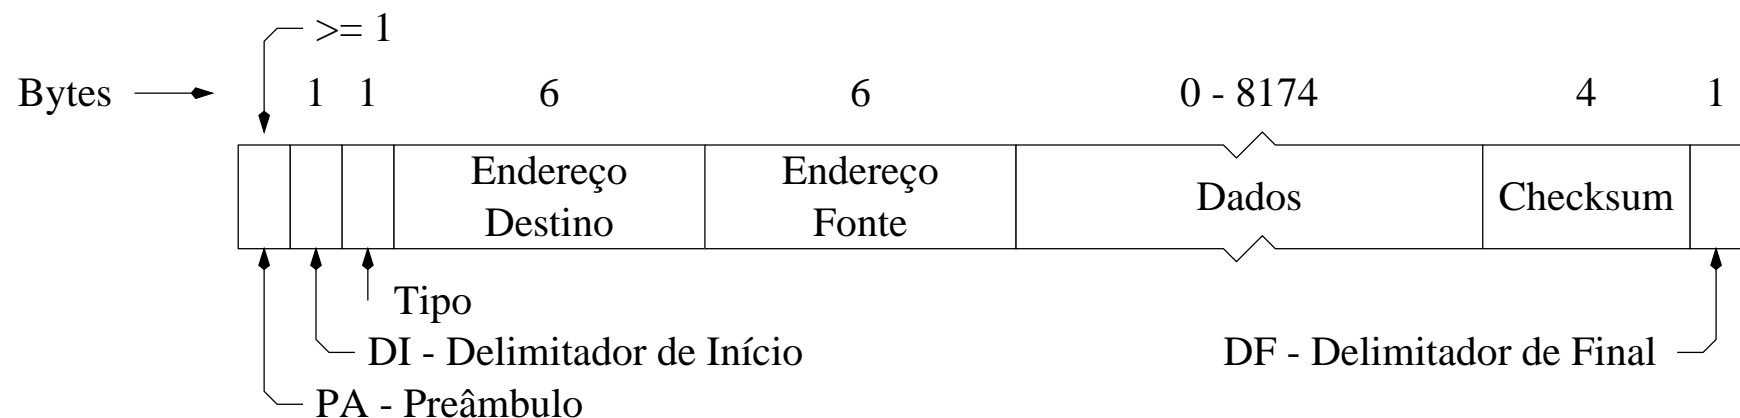 >= 1
Bytes 1 1 6 6 0 - 8174 4 1
Endereço Destino
Endereço Fonte
Dados
Checksum
Tipo
DI - Delimitador de Início
DF - Delimitador de Final
PA - Preâmbulo